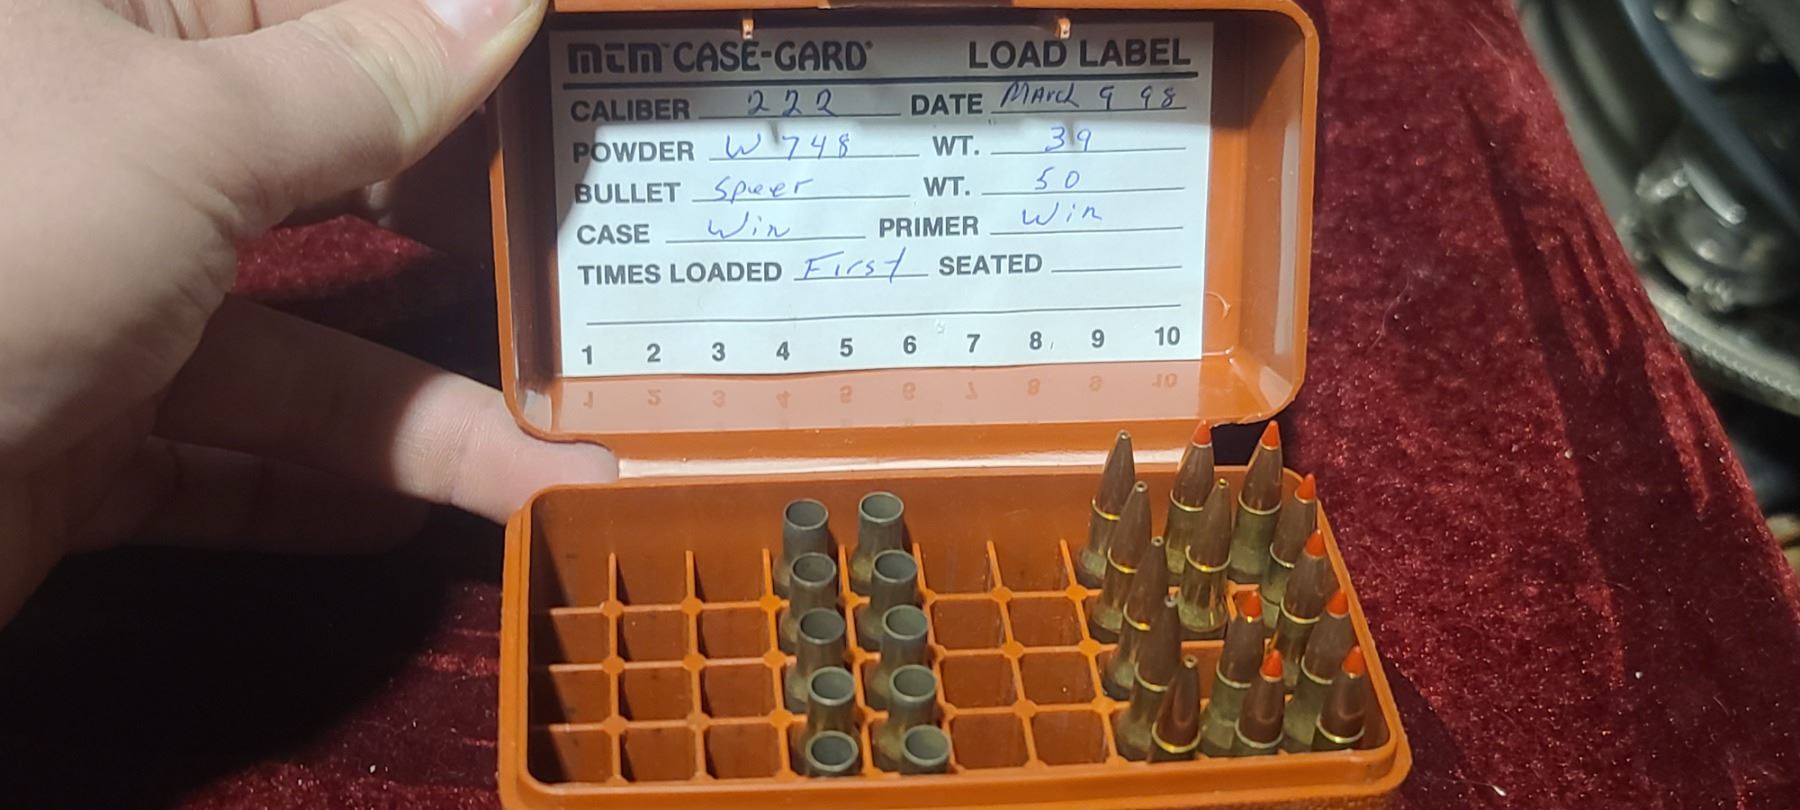 MTM CASE-GARD® LOAD LABEL
CALIBER 222 DATE March 9 98
POWDER W 748 WT. 39
BULLET Speer WT. 50
CASE Win PRIMER Win
TIMES LOADED First SEATED
1 2 3 4 5 6 7 8 9 10